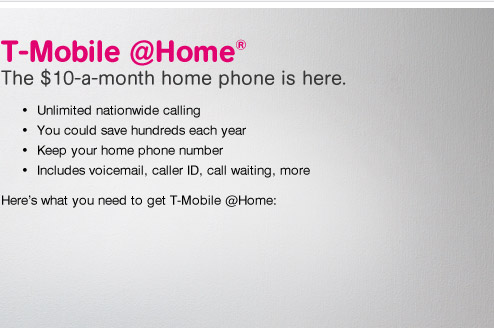 T-Mobile @Home®
The $10-a-month home phone is here.
• Unlimited nationwide calling
• You could save hundreds each year
• Keep your home phone number
• Includes voicemail, caller ID, call waiting, more
Here's what you need to get T-Mobile @Home: